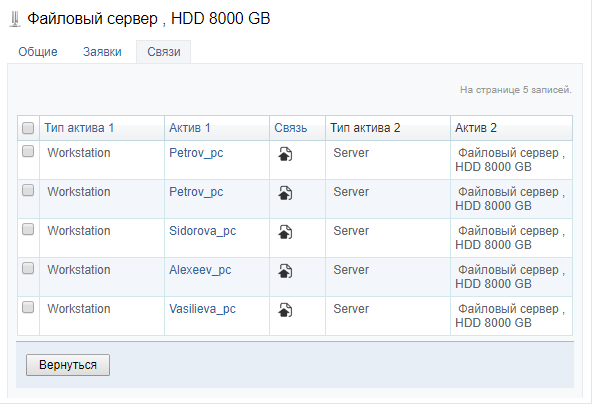 Файловый сервер , HDD 8000 GB
Общие Заявки Связи
На странице 5 записей.
Тип актива 1 Актив 1 Связь Тип актива 2 Актив 2
Workstation Petrov_pc Server Файловый сервер ,
HDD 8000 GB
Workstation Petrov_pc Server Файловый сервер ,
HDD 8000 GB
Workstation Sidorova_pc Server Файловый сервер ,
HDD 8000 GB
Workstation Alexeev_pc Server Файловый сервер ,
HDD 8000 GB
Workstation Vasilieva_pc Server Файловый сервер ,
HDD 8000 GB
Вернуться